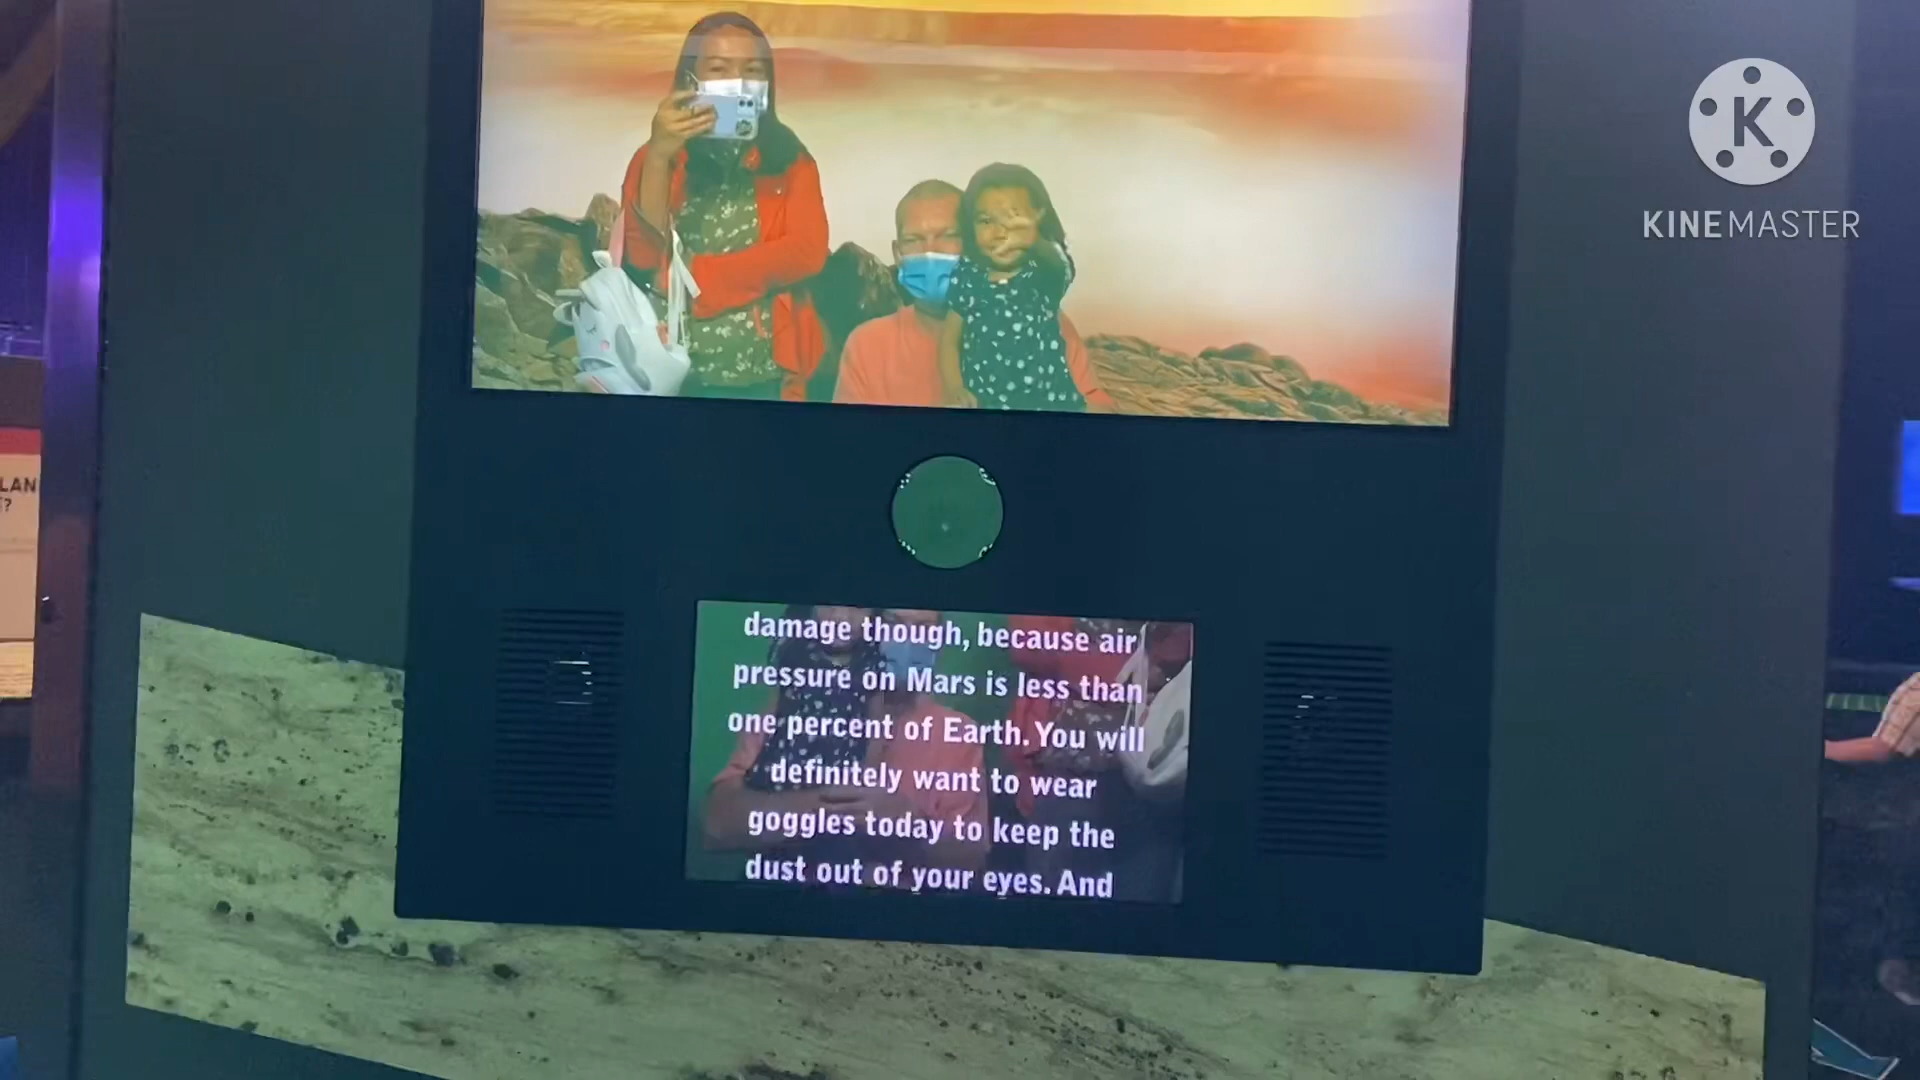 K
KINEMASTER
LAN
?
damage though, because air
pressure on Mars is less than
one percent of Earth. You will
definitely want to wear
goggles today to keep the
dust out of your eyes. And